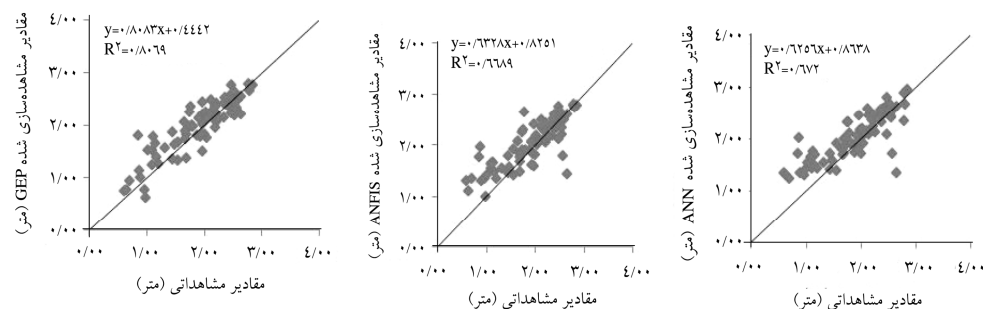 y=۰/۸۰۸۳x+۰/۴۴۴۲
R²=۰/۸۰۶۹
۴/۰۰
۳/۰۰
۲/۰۰
۱/۰۰
۰/۰۰
۰/۰۰ ۱/۰۰ ۲/۰۰ ۳/۰۰ ۴/۰۰
مقادیر مشاهده‌سازی شده GEP (متر)
مقادیر مشاهداتی (متر)
y=۰/۶۳۲۸x+۰/۸۲۵۱
R²=۰/۶۶۸۹
۴/۰۰
۳/۰۰
۲/۰۰
۱/۰۰
۰/۰۰
۰/۰۰ ۱/۰۰ ۲/۰۰ ۳/۰۰ ۴/۰۰
مقادیر مشاهده‌سازی شده ANFIS (متر)
مقادیر مشاهداتی (متر)
y=۰/۶۲۵۶x+۰/۸۶۳۸
R²=۰/۶۷۲
۴/۰۰
۳/۰۰
۲/۰۰
۱/۰۰
۰/۰۰
۰/۰۰ ۱/۰۰ ۲/۰۰ ۳/۰۰ ۴/۰۰
مقادیر مشاهده‌سازی شده ANN (متر)
مقادیر مشاهداتی (متر)